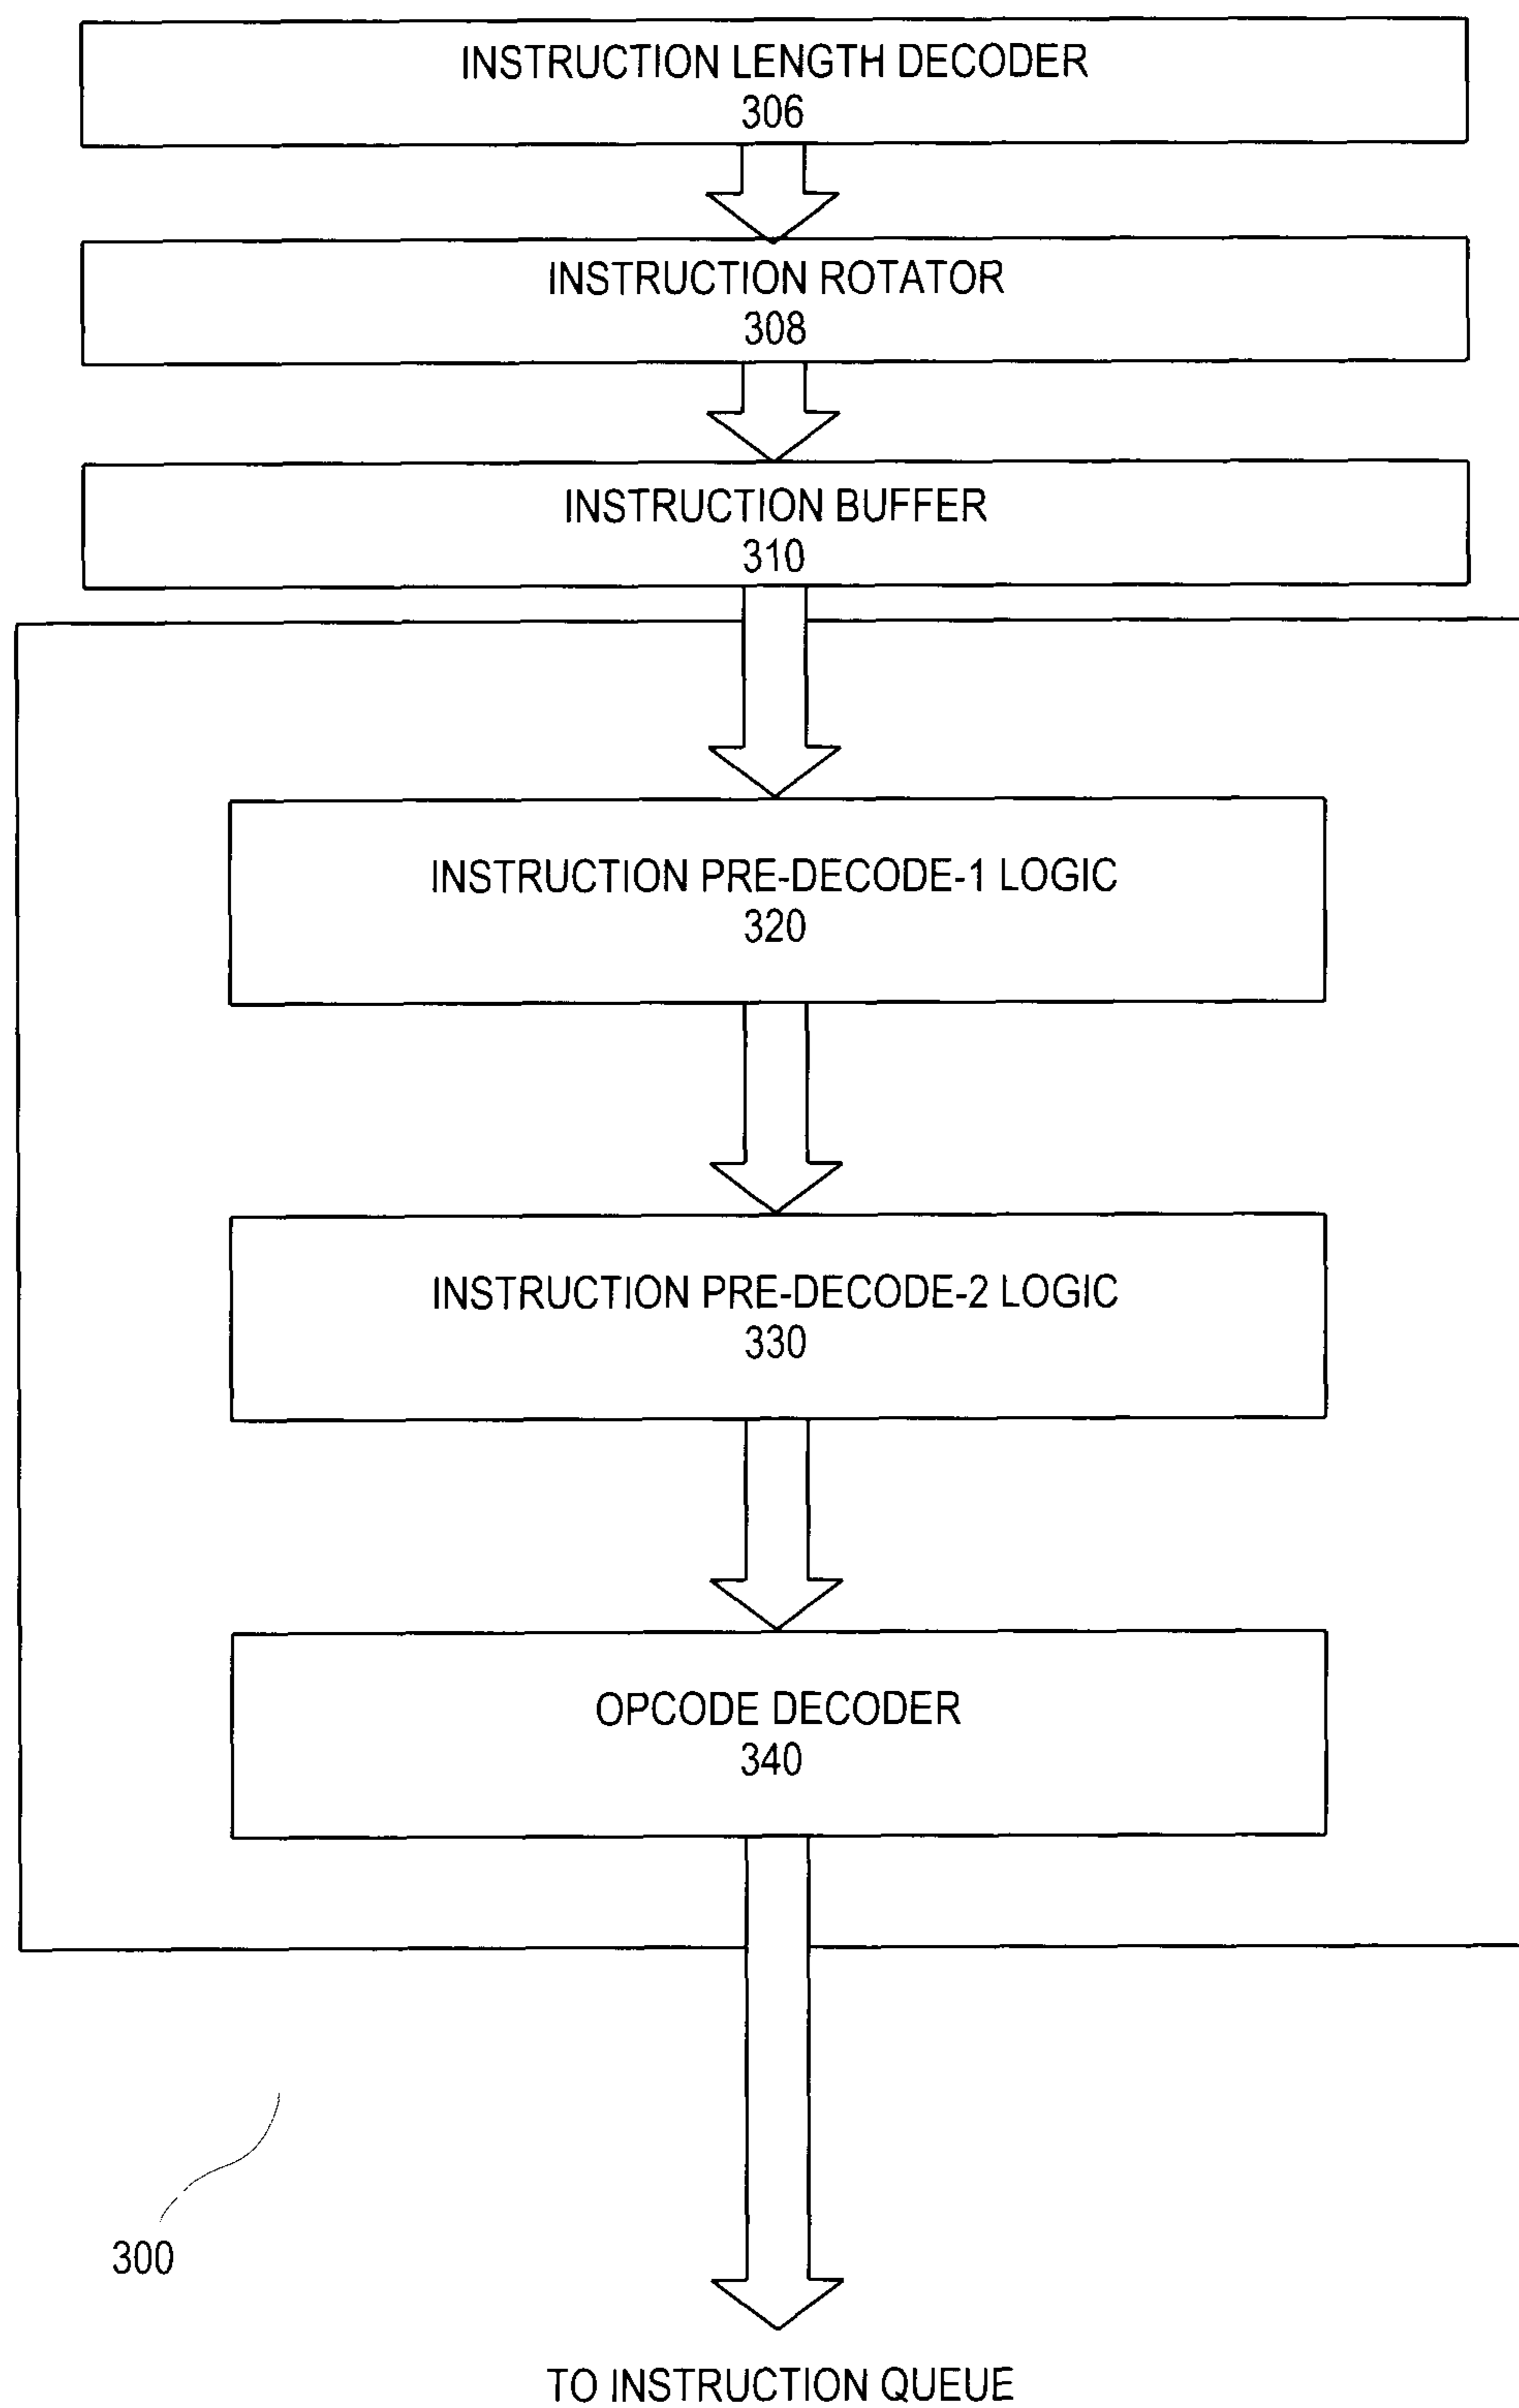 INSTRUCTION LENGTH DECODER
306
INSTRUCTION ROTATOR
308
INSTRUCTION BUFFER
310
INSTRUCTION PRE-DECODE-1 LOGIC
320
INSTRUCTION PRE-DECODE-2 LOGIC
330
OPCODE DECODER
340
300
TO INSTRUCTION QUEUE